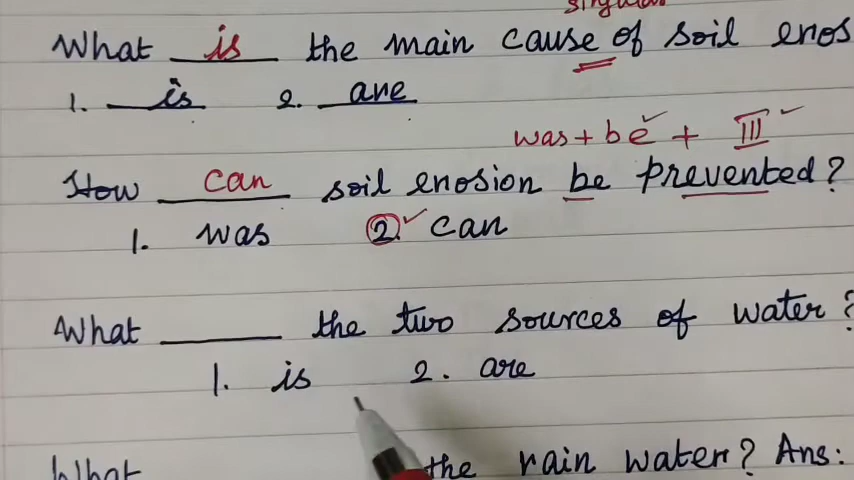 What is the main cause of soil eros
1. is 2. are
was + be + III
How can soil erosion be prevented?
1. was 2. can
What ______ the two sources of water?
1. is 2. are
What the rain water? Ans: